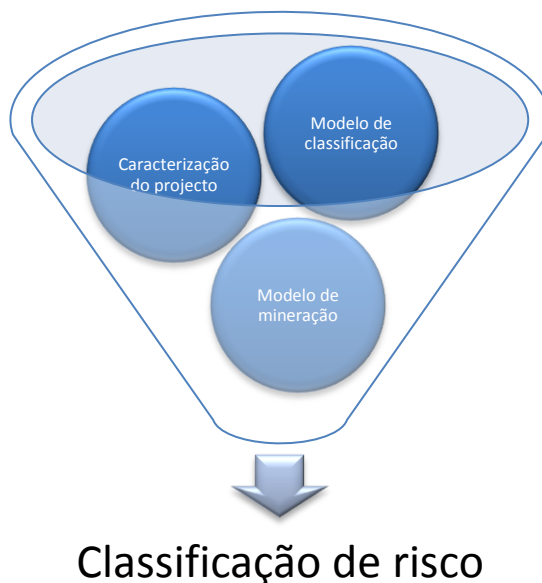 Modelo de
classificação
Caracterização
do projecto
Modelo de
mineração
Classificação de risco